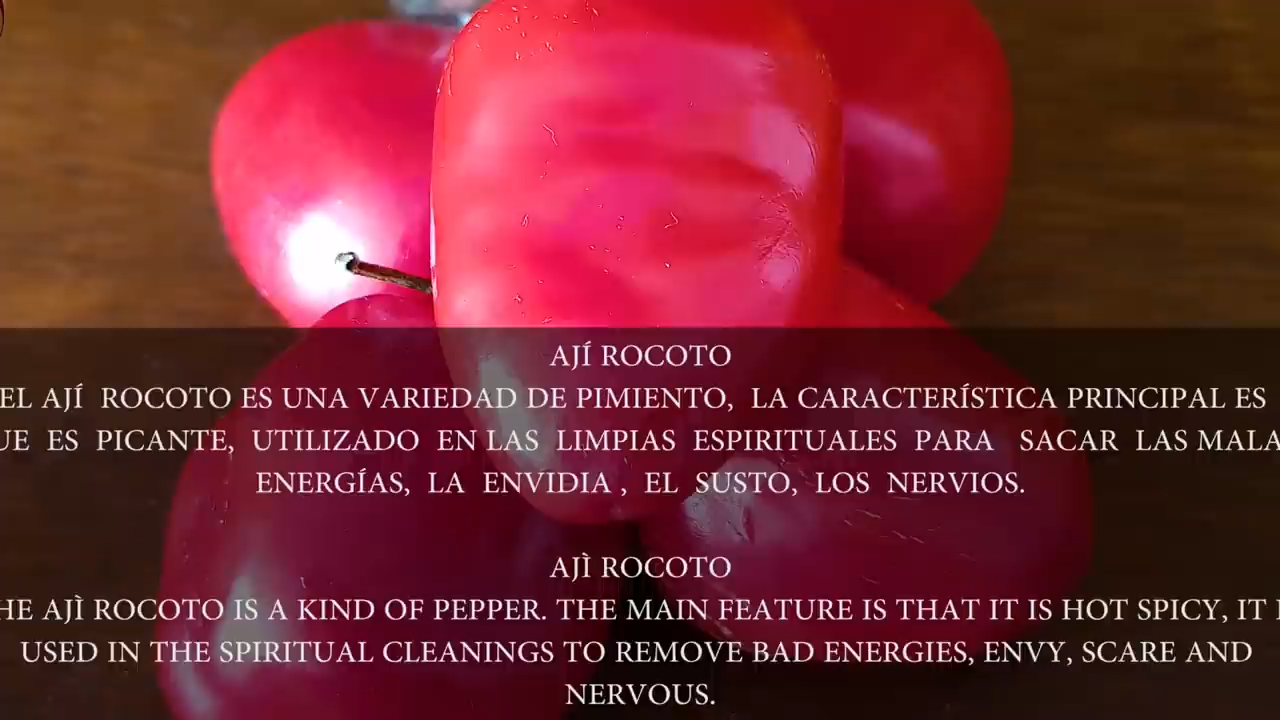 AJÍ ROCOTO
EL AJÍ ROCOTO ES UNA VARIEDAD DE PIMIENTO, LA CARACTERÍSTICA PRINCIPAL ES
UE ES PICANTE, UTILIZADO EN LAS LIMPIAS ESPIRITUALES PARA SACAR LAS MALA
ENERGÍAS, LA ENVIDIA , EL SUSTO, LOS NERVIOS.
AJÌ ROCOTO
HE AJÌ ROCOTO IS A KIND OF PEPPER. THE MAIN FEATURE IS THAT IT IS HOT SPICY, IT
USED IN THE SPIRITUAL CLEANINGS TO REMOVE BAD ENERGIES, ENVY, SCARE AND
NERVOUS.